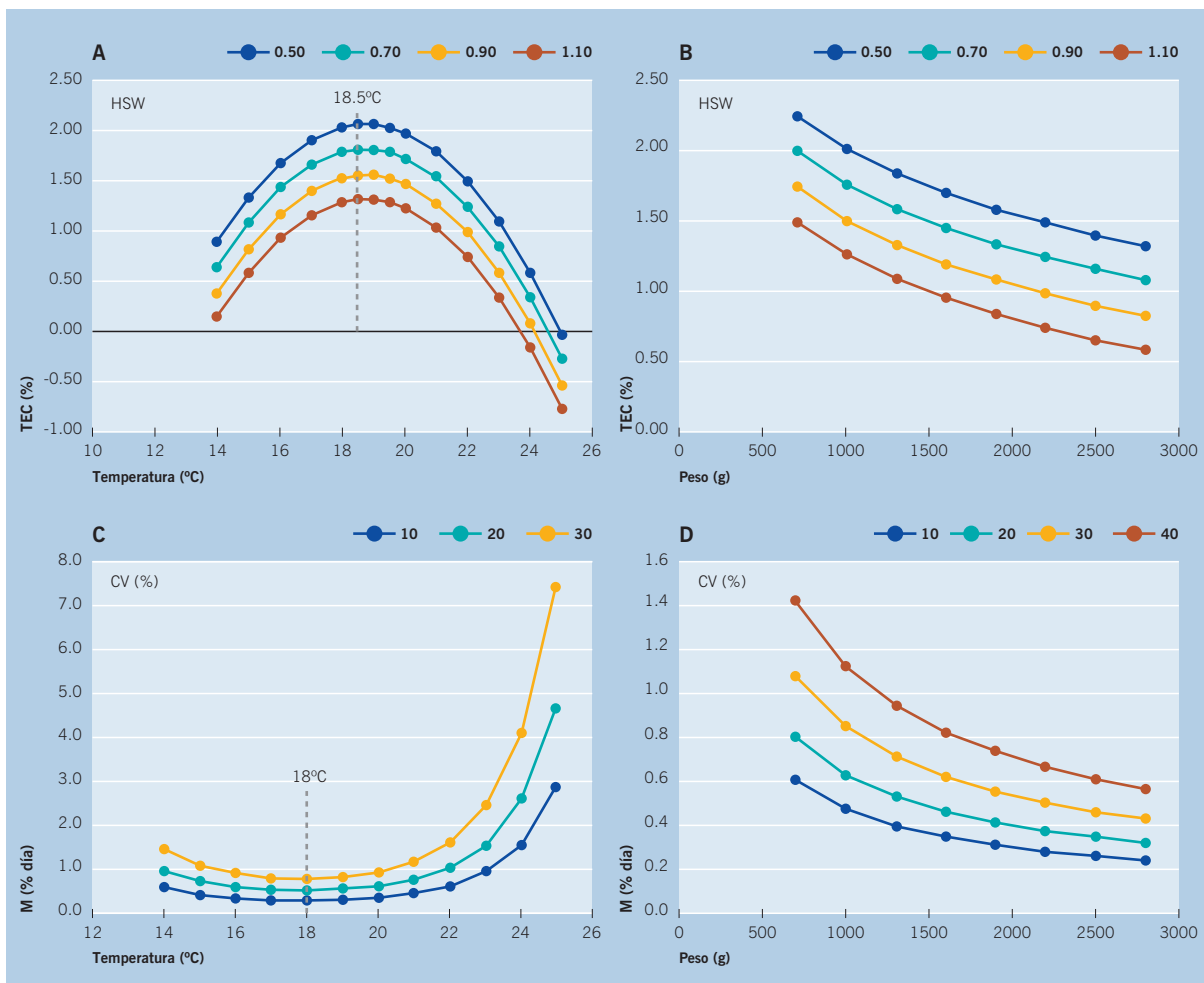 A 0.50 0.70 0.90 1.10
2.50
HSW
18.5ºC
2.00
1.50
1.00
0.50
0.00
-0.50
-1.00
TEC (%)
10 12 14 16 18 20 22 24 26
Temperatura (ºC)
B 0.50 0.70 0.90 1.10
2.50
HSW
2.00
1.50
1.00
0.50
0.00
TEC (%)
0 500 1000 1500 2000 2500 3000
Peso (g)
C 10 20 30
8.0
CV (%)
7.0
6.0
5.0
4.0
3.0
18ºC
2.0
1.0
0.0
M (% día)
12 14 16 18 20 22 24 26
Temperatura (ºC)
D 10 20 30 40
1.6
CV (%)
1.4
1.2
1.0
0.8
0.6
0.4
0.2
0.0
M (% día)
0 500 1000 1500 2000 2500 3000
Peso (g)